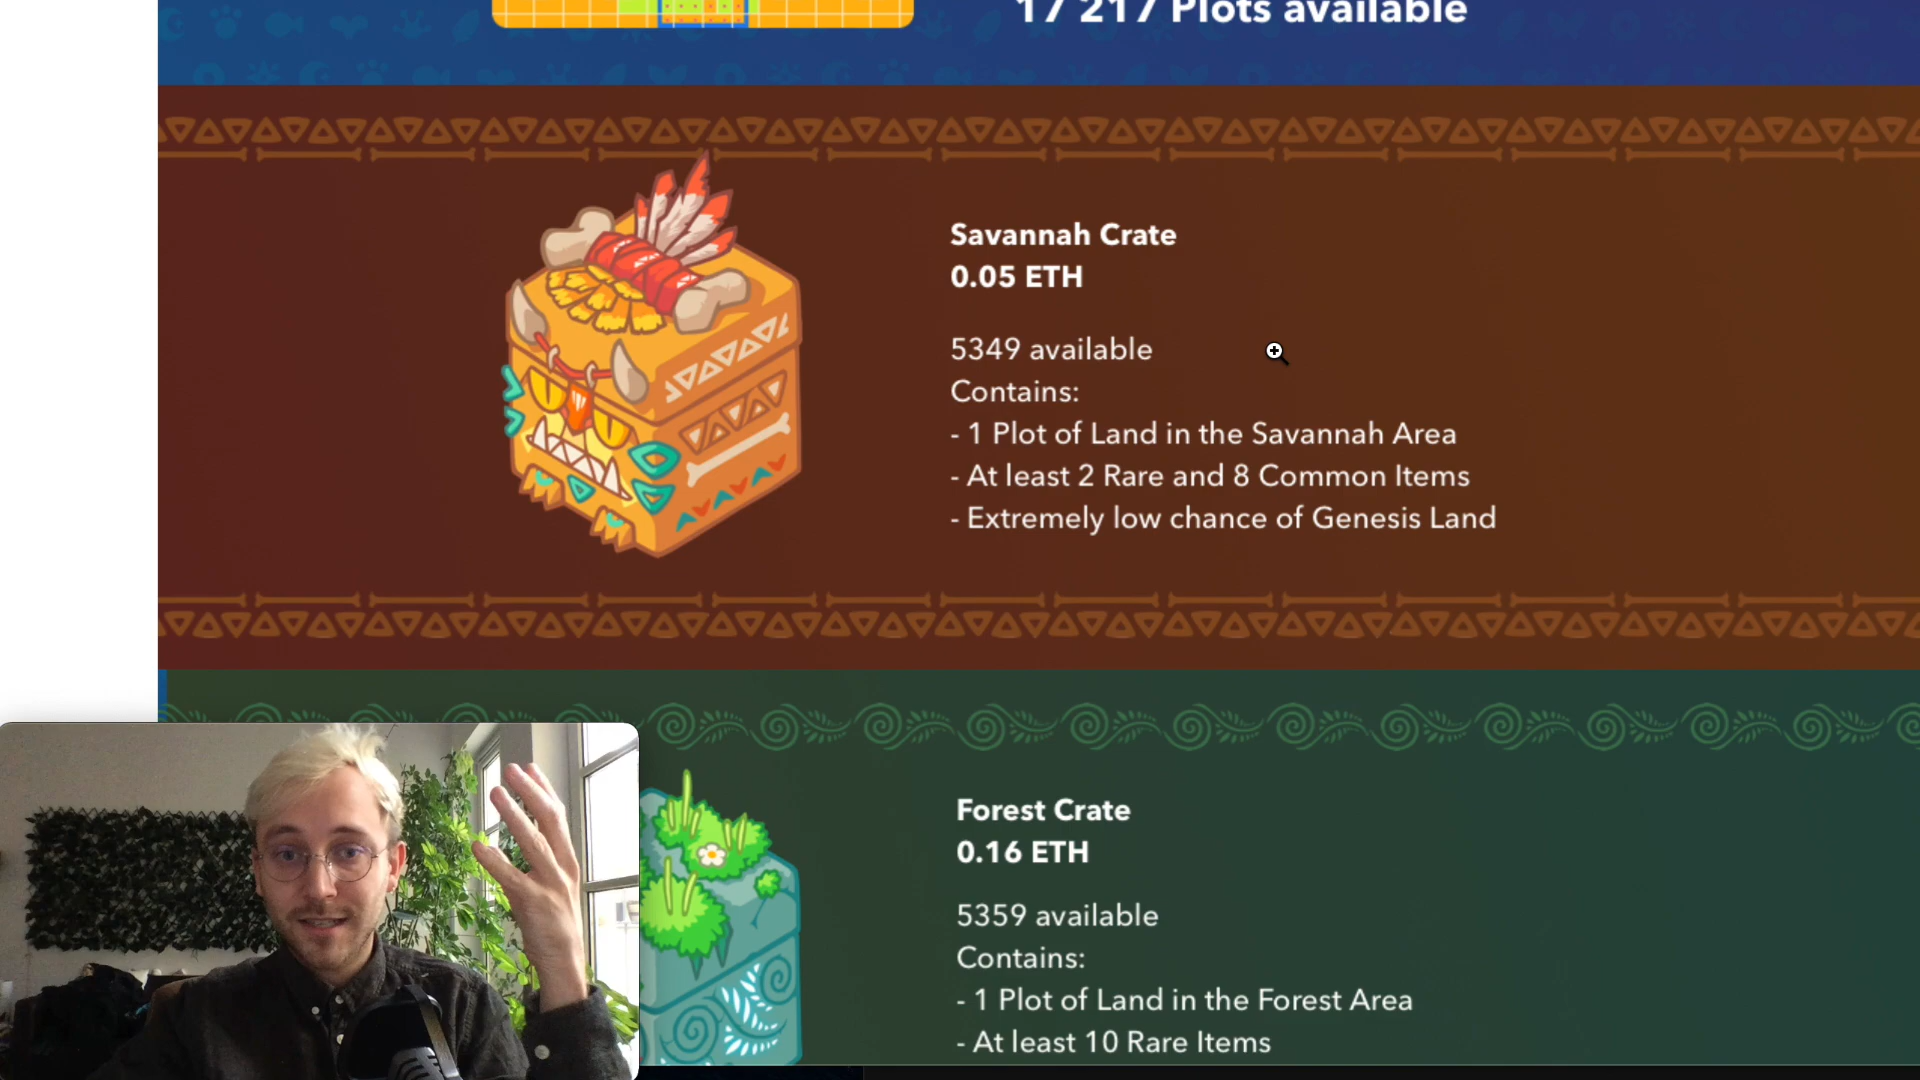 17 217 Plots available
Savannah Crate
0.05 ETH
5349 available
Contains:
- 1 Plot of Land in the Savannah Area
- At least 2 Rare and 8 Common Items
- Extremely low chance of Genesis Land
Forest Crate
0.16 ETH
5359 available
Contains:
- 1 Plot of Land in the Forest Area
- At least 10 Rare Items